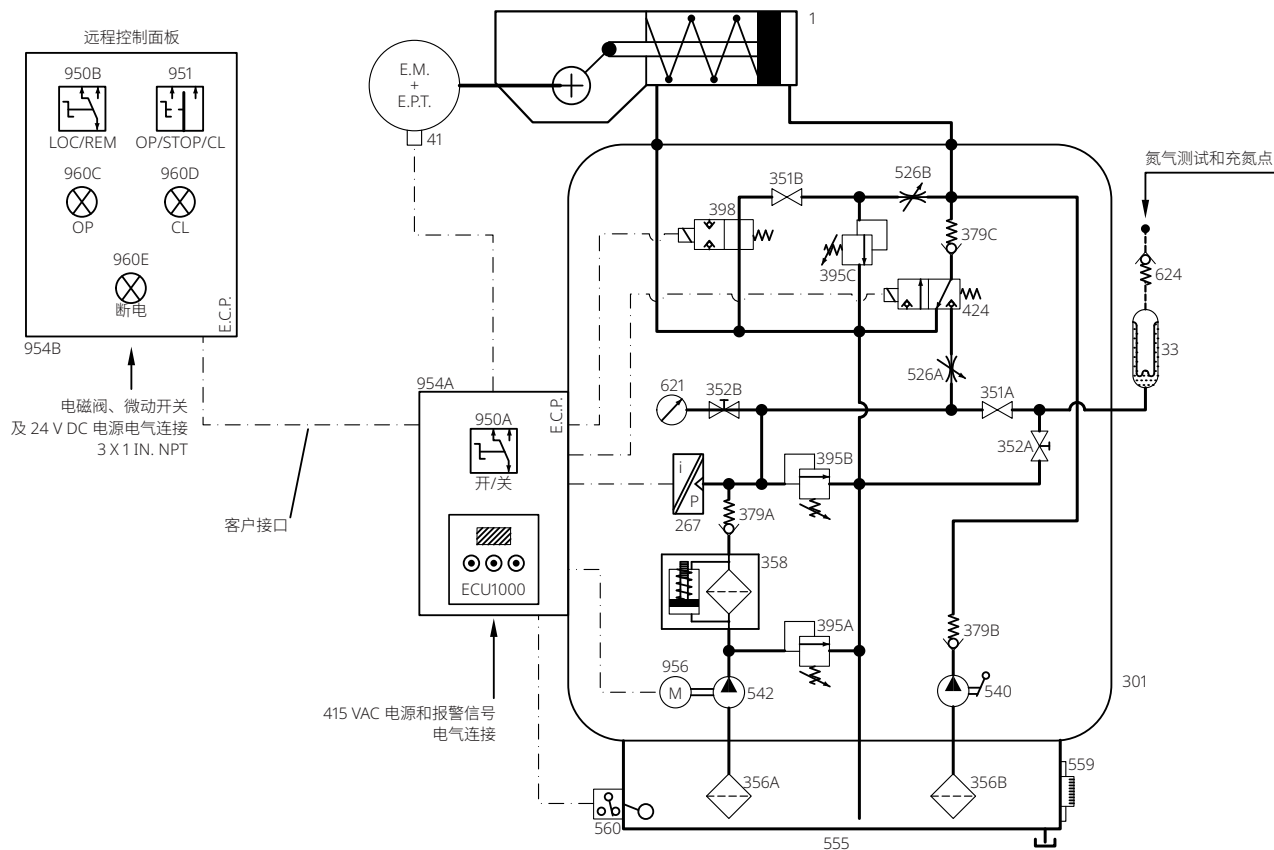 远程控制面板
950B
951
LOC/REM
OP/STOP/CL
960C
960D
OP
CL
960E
断电
E.C.P.
954B
电磁阀、微动开关
及 24 V DC 电源电气连接
3 X 1 IN. NPT
客户接口
E.M.
+
E.P.T.
41
1
954A
E.C.P.
950A
开/关
ECU1000
415 VAC 电源和报警信号
电气连接
氮气测试和充氮点
624
33
351B
526B
398
395C
379C
424
526A
621
352B
351A
352A
395B
i
P
267
379A
358
395A
956
M
542
379B
540
301
356A
356B
559
560
555